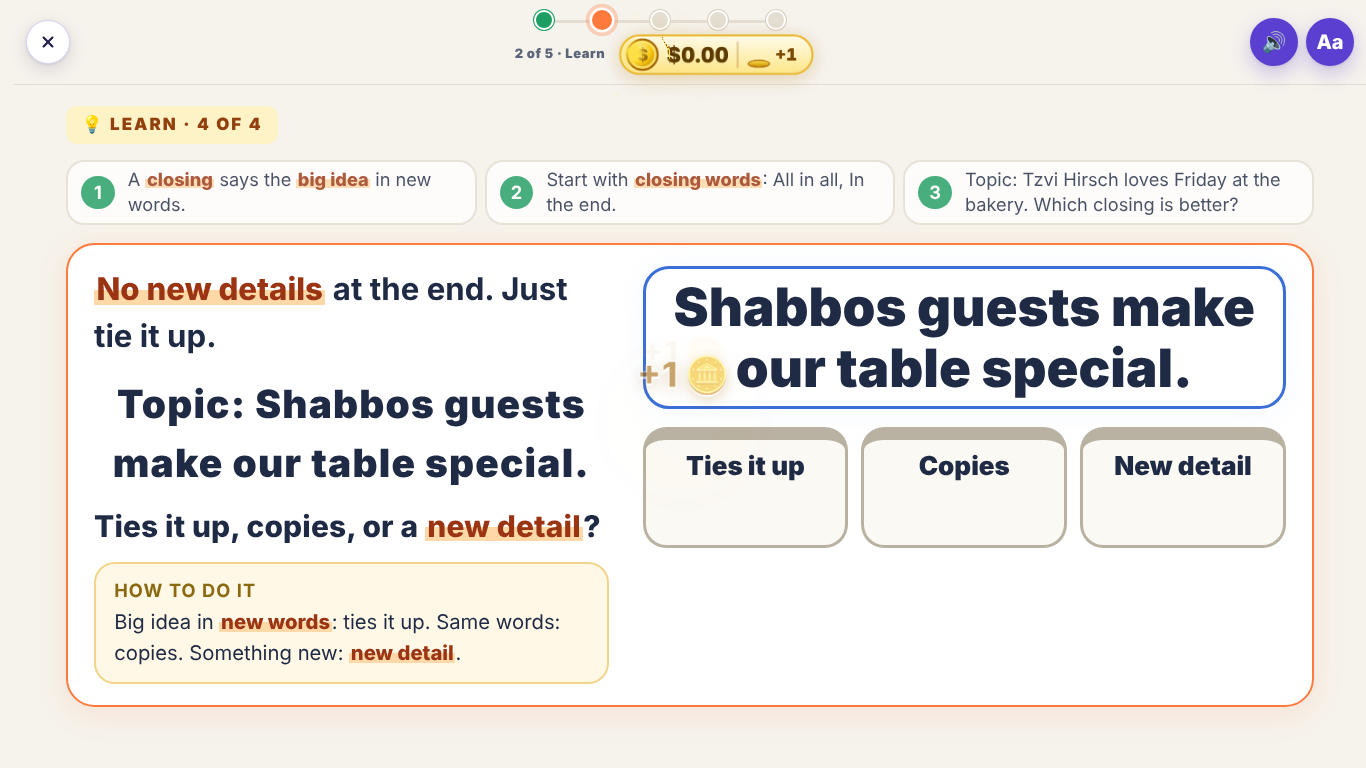 ×
2 of 5 · Learn
$0.00
+1
Aa
LEARN · 4 OF 4
1
A closing says the big idea in new
words.
2
Start with closing words: All in all, In
the end.
3
Topic: Tzvi Hirsch loves Friday at the
bakery. Which closing is better?
No new details at the end. Just
tie it up.
Topic: Shabbos guests
make our table special.
Ties it up, copies, or a new detail?
HOW TO DO IT
Big idea in new words: ties it up. Same words:
copies. Something new: new detail.
Shabbos guests make
our table special.
+1
+1
Ties it up
Copies
New detail